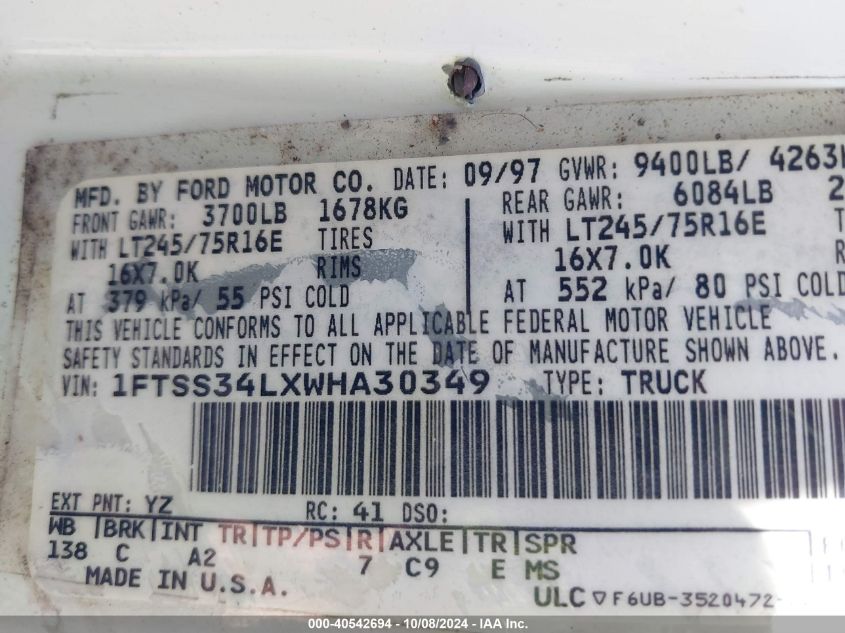 MFD. BY FORD MOTOR CO. DATE: 09/97 GVWR: 9400LB/ 4263
FRONT GAWR: 3700LB 1678KG REAR GAWR: 6084LB 2
WITH LT245/75R16E TIRES WITH LT245/75R16E T
16X7.0K RIMS 16X7.0K R
AT 379 kPa/ 55 PSI COLD AT 552 kPa/ 80 PSI COLD
THIS VEHICLE CONFORMS TO ALL APPLICABLE FEDERAL MOTOR VEHICLE
SAFETY STANDARDS IN EFFECT ON THE DATE OF MANUFACTURE SHOWN ABOVE.
VIN: 1FTSS34LXWHA30349 TYPE: TRUCK
EXT PNT: YZ RC: 41 DSO:
WB |BRK|INT TR|TP/PS|R|AXLE|TR|SPR
138 C A2 7 C9 E MS
MADE IN U.S.A.
ULC ▽F6UB-3520472-
000-40542694 - 10/08/2024 - IAA Inc.